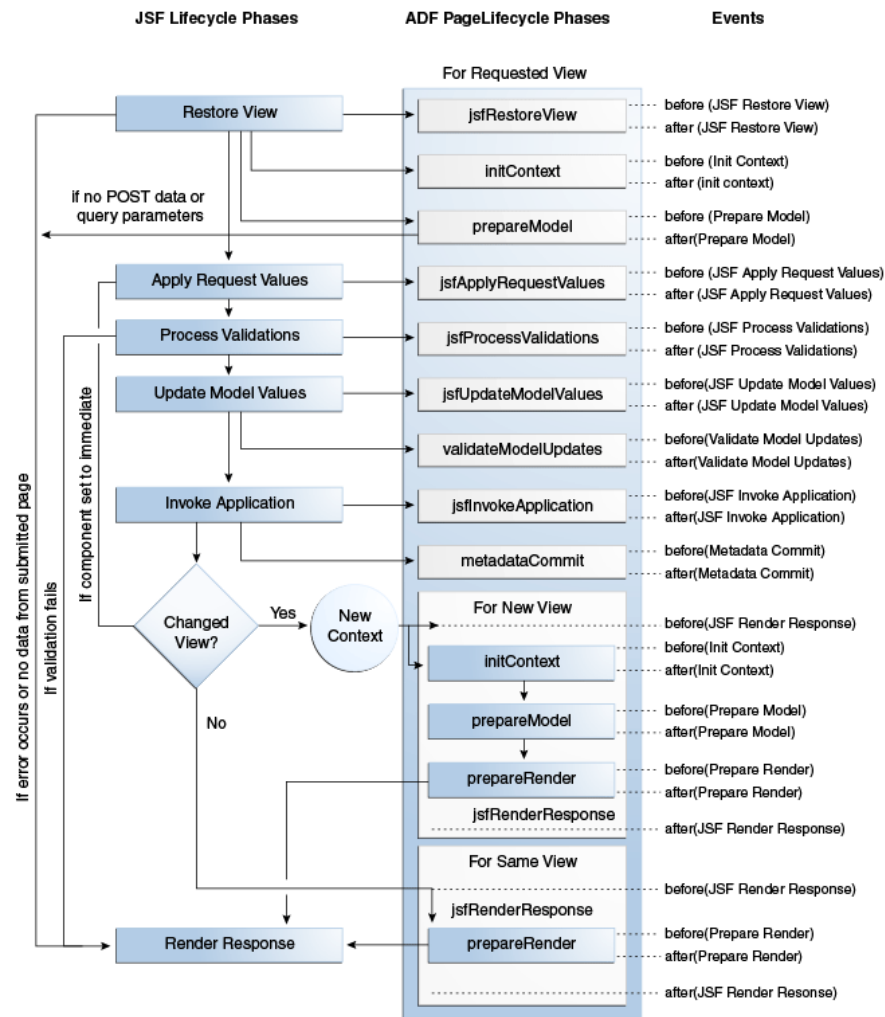 JSF Lifecycle Phases
ADF PageLifecycle Phases
Events
For Requested View
Restore View
jsfRestoreView
before (JSF Restore View)
after (JSF Restore View)
initContext
before (Init Context)
after (init context)
if no POST data or
query parameters
prepareModel
before (Prepare Model)
after(Prepare Model)
Apply Request Values
jsfApplyRequestValues
before (JSF Apply Request Values)
after (JSF Apply Request Values)
Process Validations
jsfProcessValidations
before (JSF Process Validations)
after (JSF Process Validations)
Update Model Values
jsfUpdateModelValues
before(JSF Update Model Values)
after (JSF Update Model Values)
validateModelUpdates
before(Validate Model Updates)
after(Validate Model Updates)
Invoke Application
jsfInvokeApplication
before(JSF Invoke Application)
after(JSF Invoke Application)
metadataCommit
before(Metadata Commit)
after(Metadata Commit)
If error occurs or no data from submitted page
If validation fails
If component set to immediate
Changed
View?
Yes
No
New
Context
For New View
before(JSF Render Response)
initContext
before(Init Context)
after(Init Context)
prepareModel
before(Prepare Model)
after(Prepare Model)
prepareRender
before(Prepare Render)
after(Prepare Render)
jsfRenderResponse
after(JSF Render Response)
For Same View
before(JSF Render Response)
jsfRenderResponse
Render Response
prepareRender
before(Prepare Render)
after(Prepare Render)
after(JSF Render Resonse)